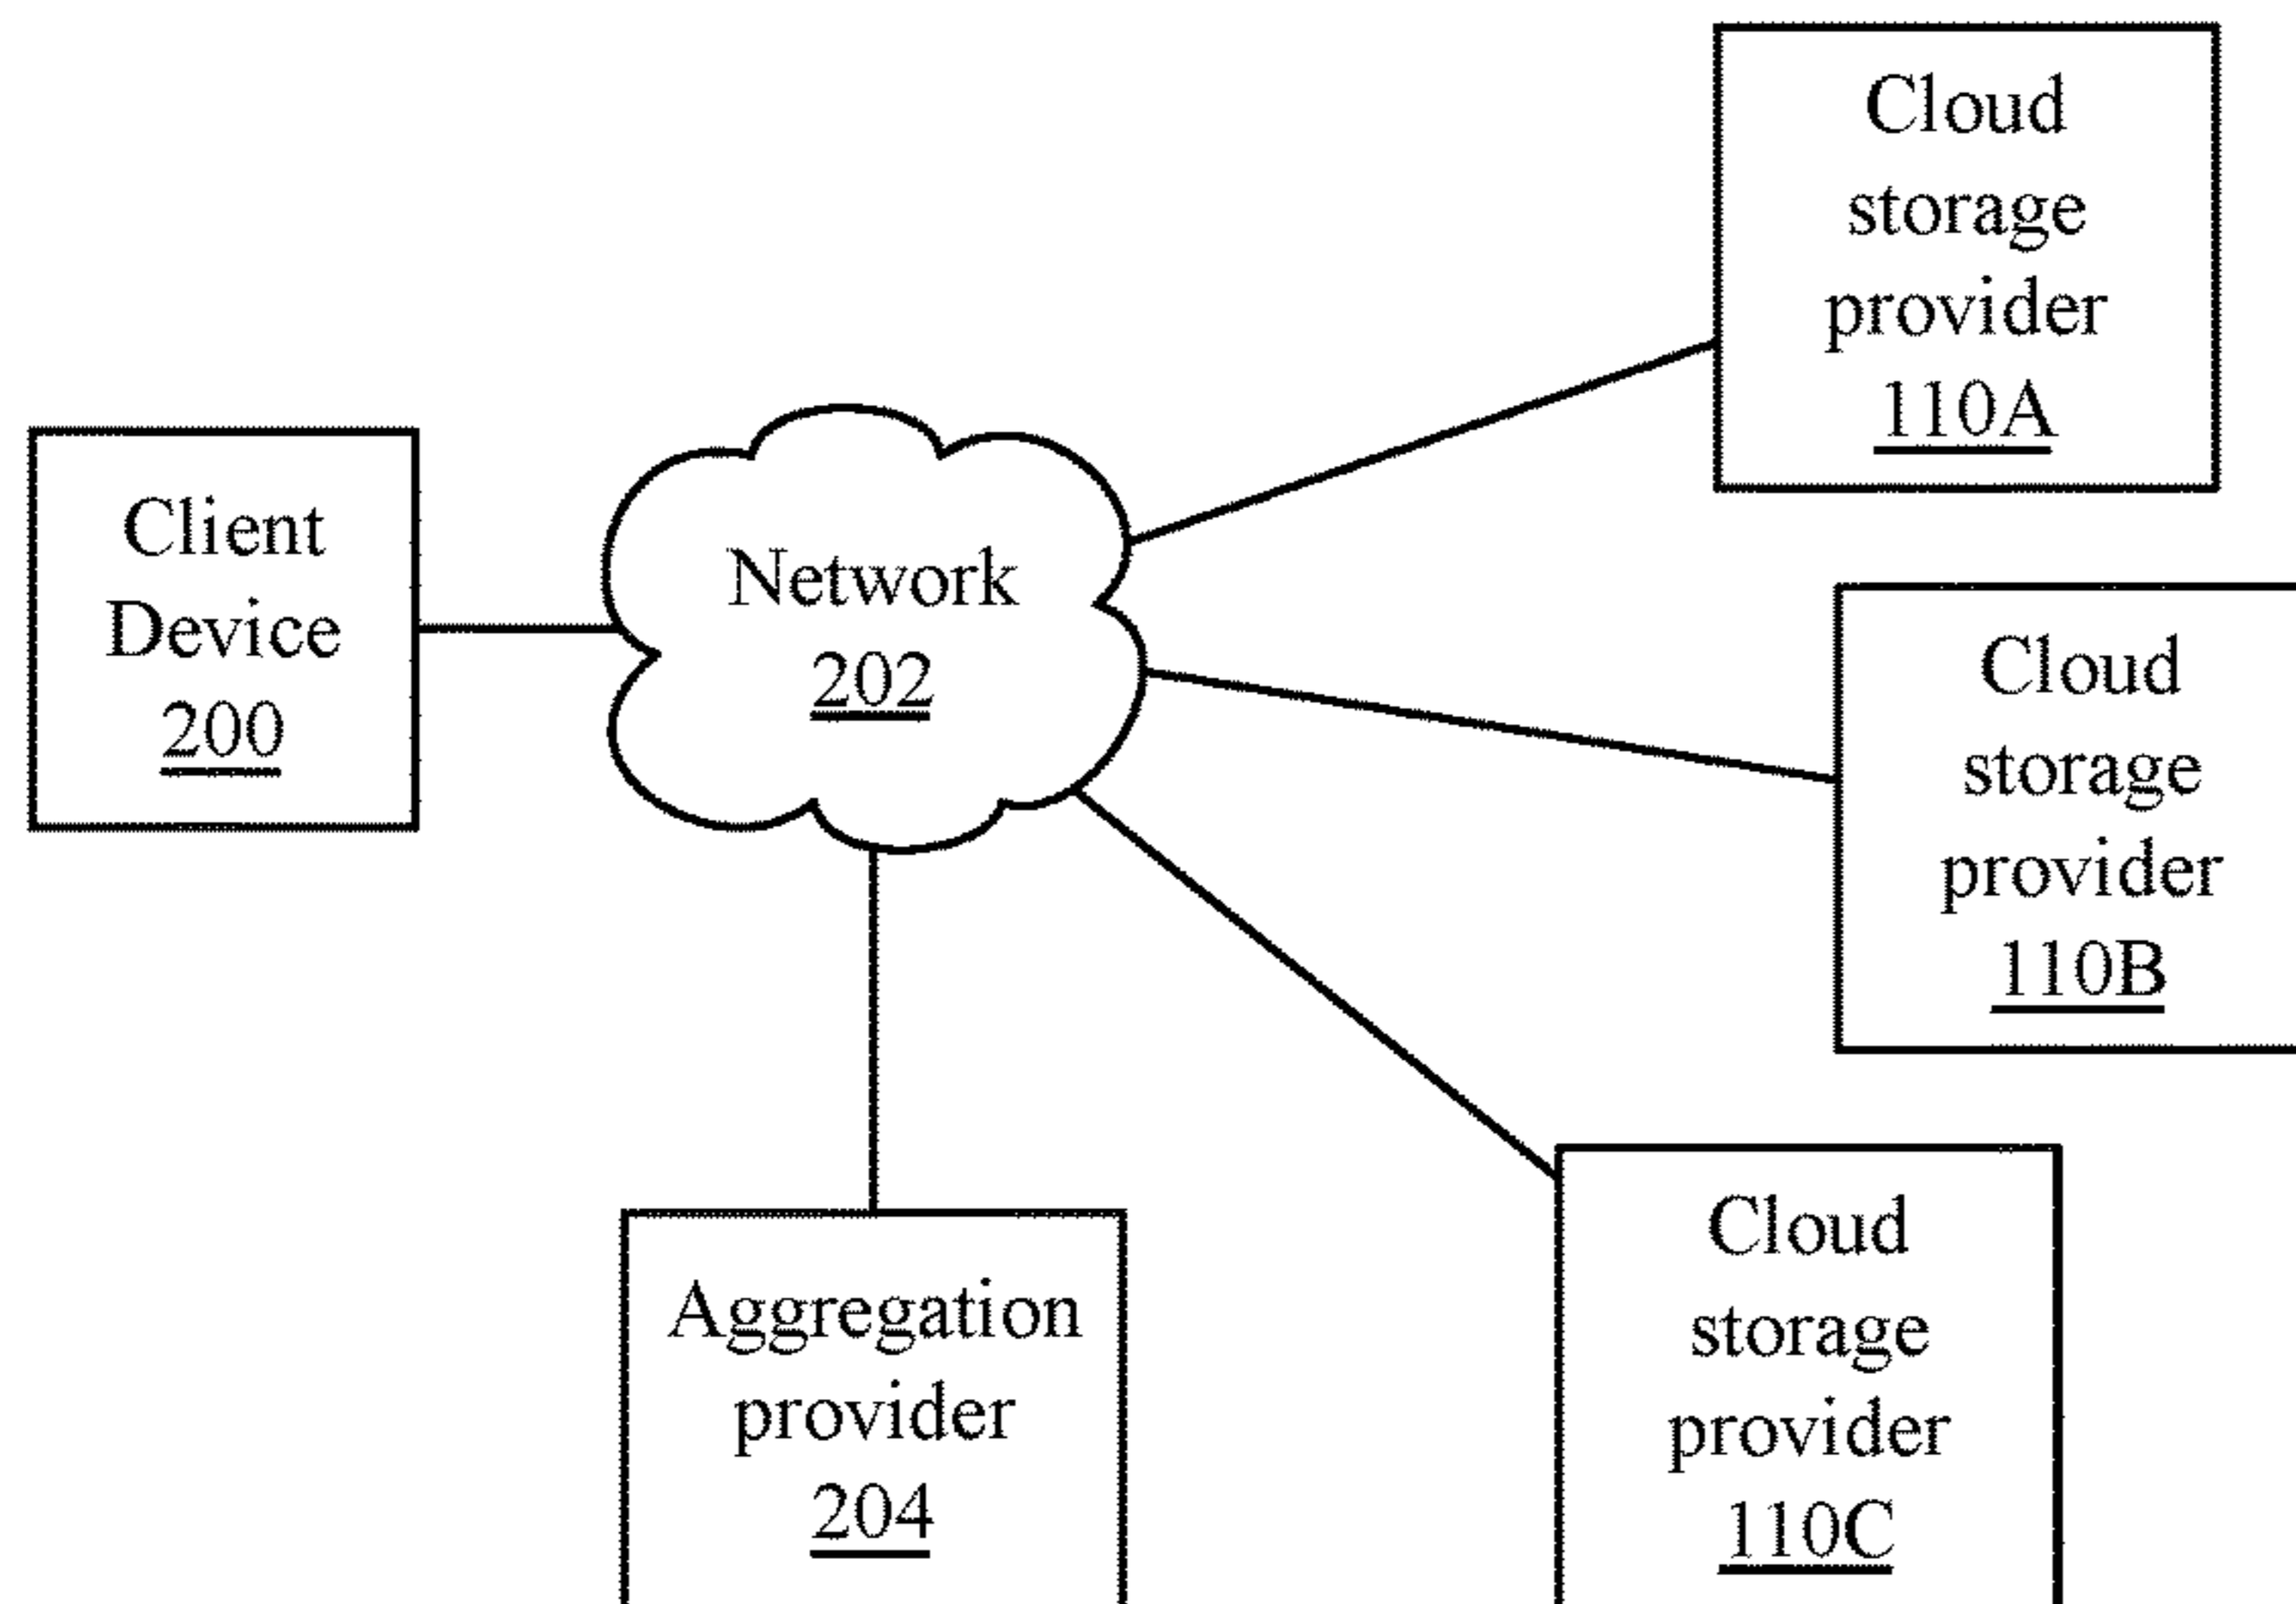 Cloud
storage
provider
110A
Client
Device
200
Network
202
Cloud
storage
provider
110B
Aggregation
provider
204
Cloud
storage
provider
110C